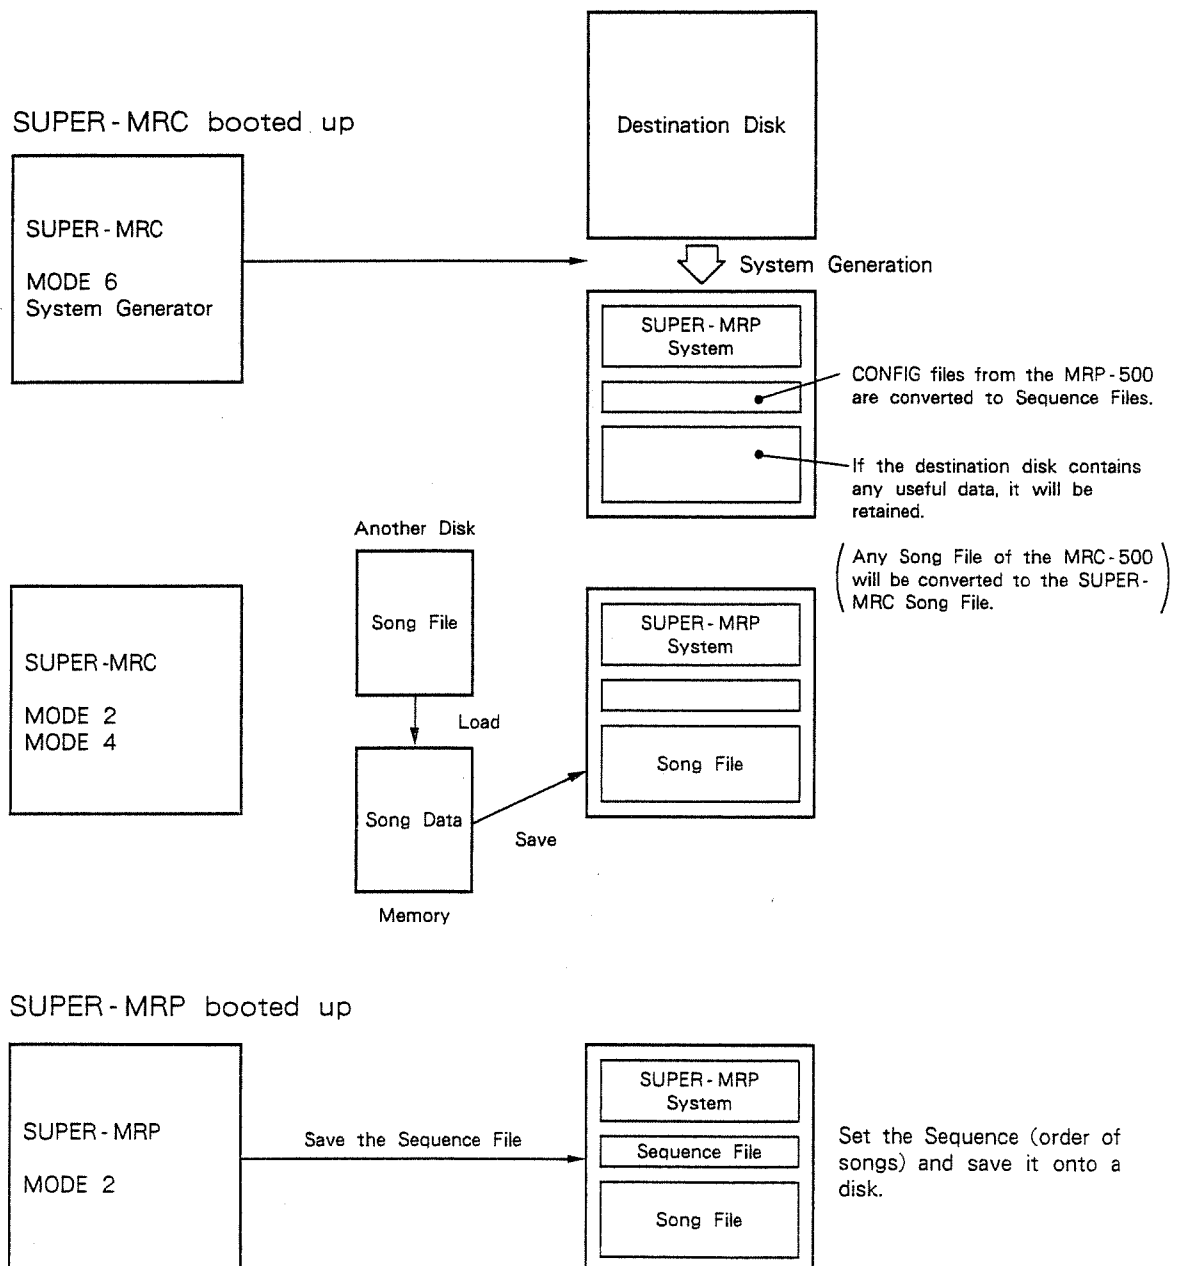 Destination Disk
SUPER-MRC booted up
SUPER-MRC
MODE 6
System Generator
System Generation
SUPER-MRP
System
CONFIG files from the MRP-500
are converted to Sequence Files.
If the destination disk contains
any useful data, it will be
retained.
(Any Song File of the MRC-500
will be converted to the SUPER-
MRC Song File.)
Another Disk
Song File
SUPER-MRC
MODE 2
MODE 4
Load
Song Data
Save
Memory
SUPER-MRP
System
Song File
SUPER-MRP booted up
SUPER-MRP
MODE 2
Save the Sequence File
SUPER-MRP
System
Sequence File
Song File
Set the Sequence (order of
songs) and save it onto a
disk.